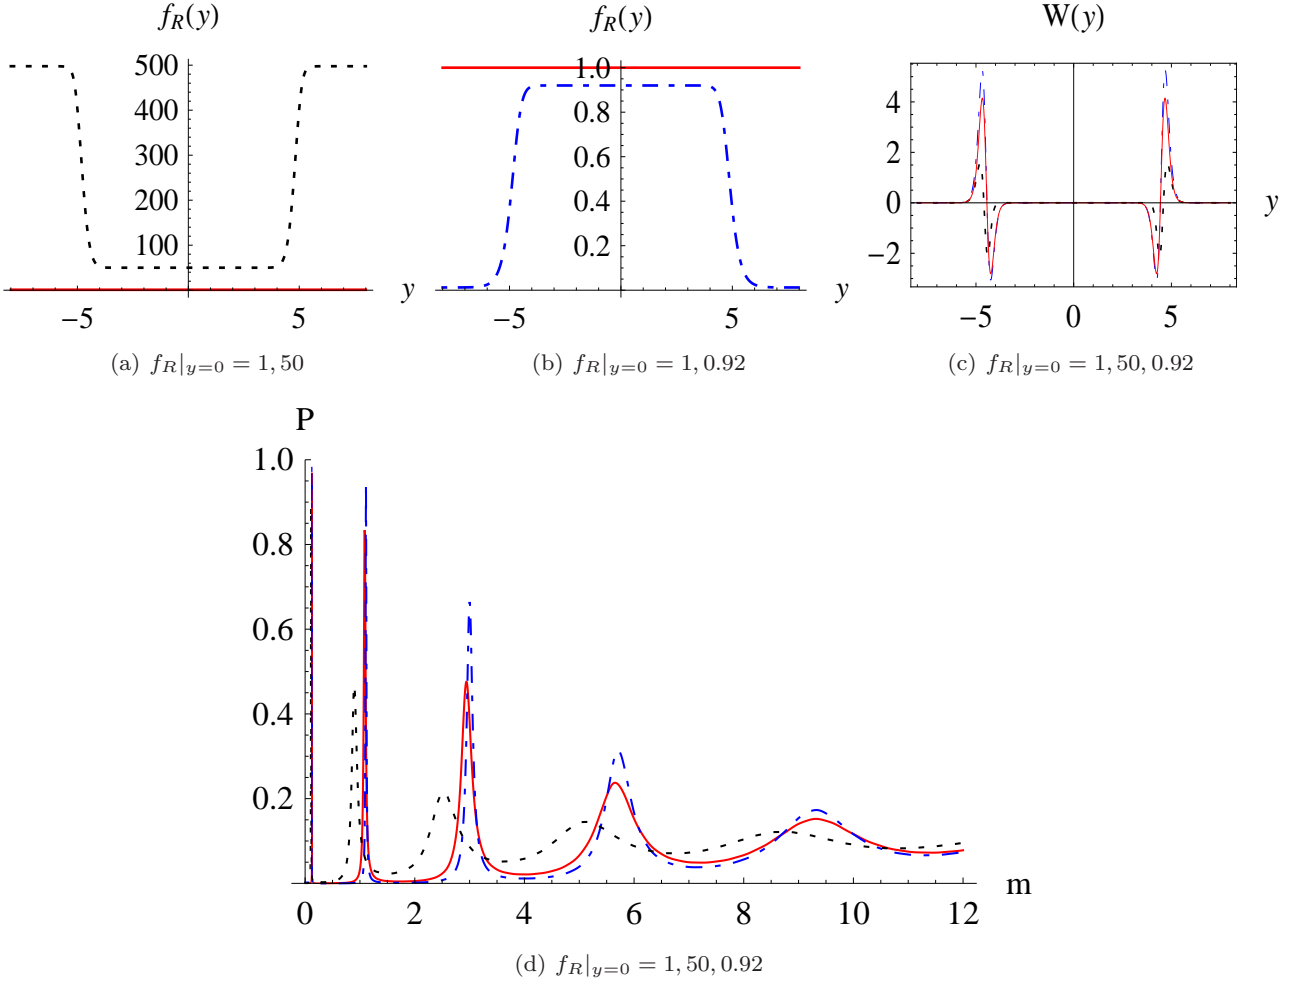 f_R(y)
500
400
300
200
100
−5
5
y
(a) f_R|_{y=0} = 1, 50
f_R(y)
1.0
0.8
0.6
0.4
0.2
−5
5
y
(b) f_R|_{y=0} = 1, 0.92
W(y)
4
2
0
−2
−5
0
5
y
(c) f_R|_{y=0} = 1, 50, 0.92
P
1.0
0.8
0.6
0.4
0.2
0
2
4
6
8
10
12
m
(d) f_R|_{y=0} = 1, 50, 0.92